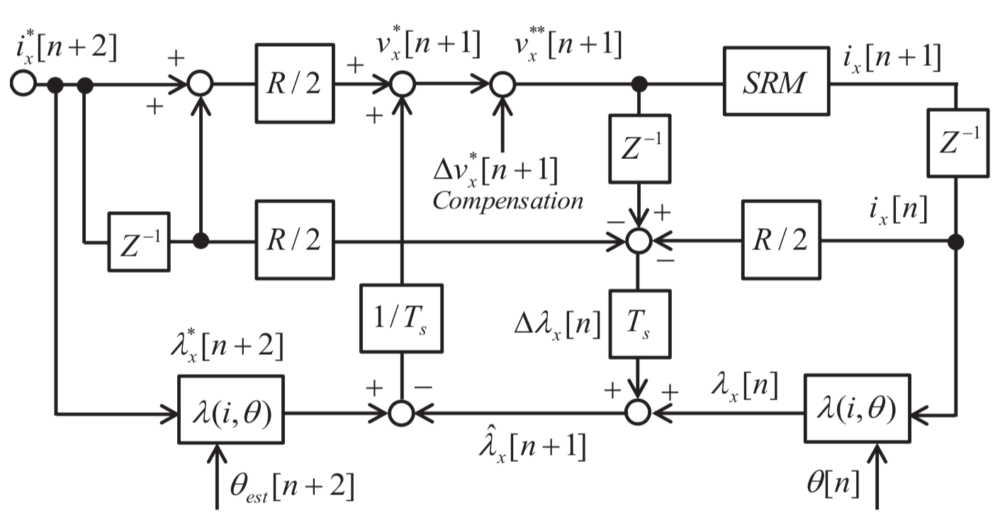 i*ₓ[n+2]
+
+
R/2
+
+
v*ₓ[n+1]
v**ₓ[n+1]
SRM
iₓ[n+1]
Z⁻¹
Z⁻¹
Δv*ₓ[n+1]
Compensation
Z⁻¹
R/2
−
+
−
R/2
iₓ[n]
1/Tₛ
Δλₓ[n]
Tₛ
λ*ₓ[n+2]
λ(i,θ)
+
−
+
+
λₓ[n]
λ(i,θ)
λ̂ₓ[n+1]
θₑₛₜ[n+2]
θ[n]